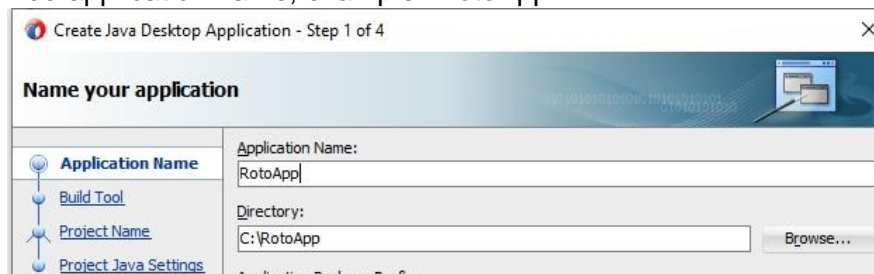 Create Java Desktop Application - Step 1 of 4
Name your application
Application Name
Build Tool
Project Name
Project Java Settings
Application Name:
RotoApp
Directory:
C:\RotoApp
Browse...